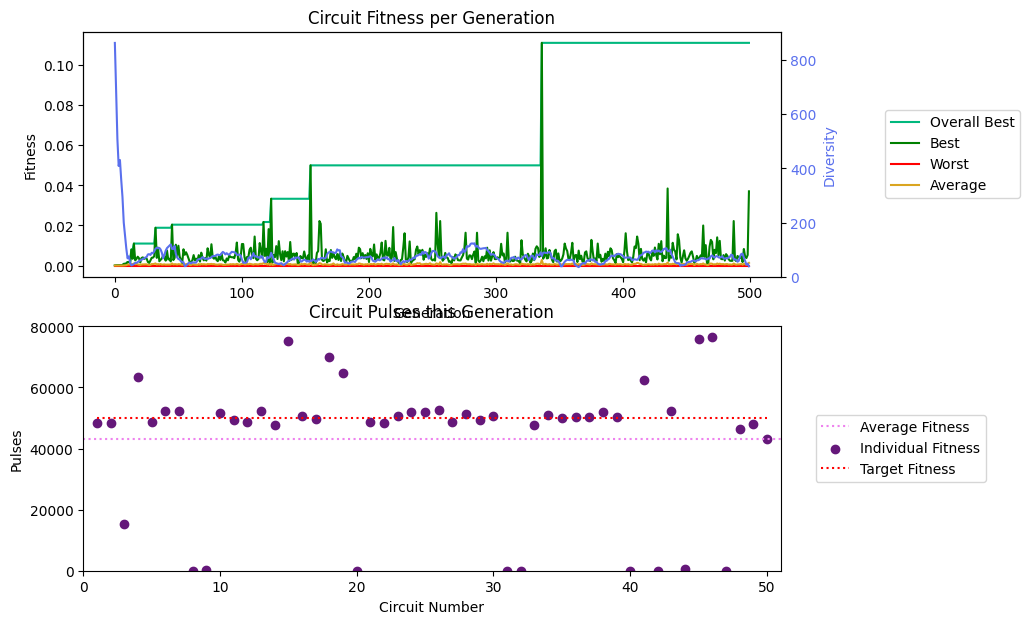 Circuit Fitness per Generation
0.10
0.08
0.06
0.04
0.02
0.00
Fitness
800
600
400
200
0
Diversity
0 100 200 300 400 500
Generation
Overall Best
Best
Worst
Average
Circuit Pulses this Generation
80000
60000
40000
20000
0
Pulses
0 10 20 30 40 50
Circuit Number
Average Fitness
Individual Fitness
Target Fitness